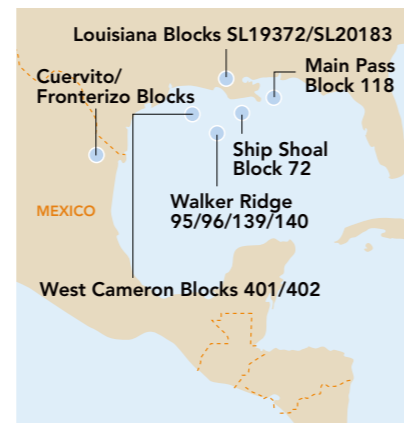 Louisiana Blocks SL19372/SL20183
Cuervito/
Fronterizo Blocks
Main Pass
Block 118
Ship Shoal
Block 72
Walker Ridge
95/96/139/140
MEXICO
West Cameron Blocks 401/402